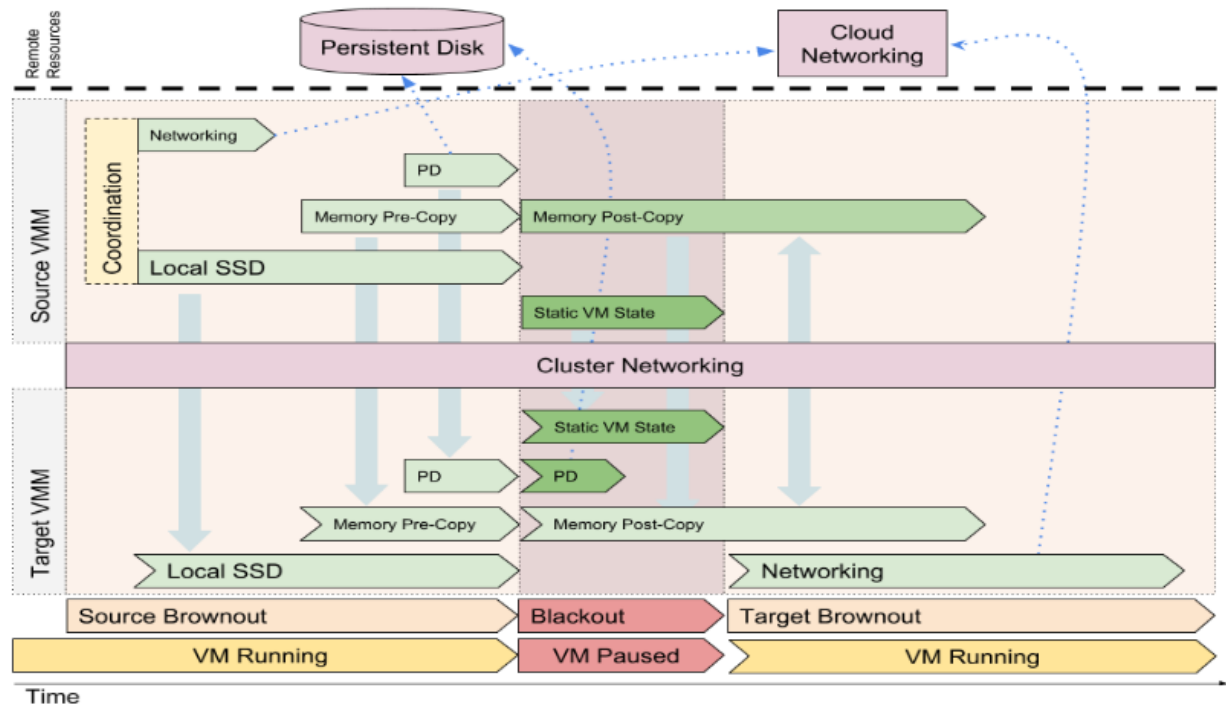 Remote
Resources
Persistent Disk
Cloud
Networking
Source VMM
Coordination
Networking
PD
Memory Pre-Copy
Memory Post-Copy
Local SSD
Static VM State
Cluster Networking
Target VMM
Static VM State
PD
PD
Memory Pre-Copy
Memory Post-Copy
Local SSD
Networking
Source Brownout
Blackout
Target Brownout
VM Running
VM Paused
VM Running
Time